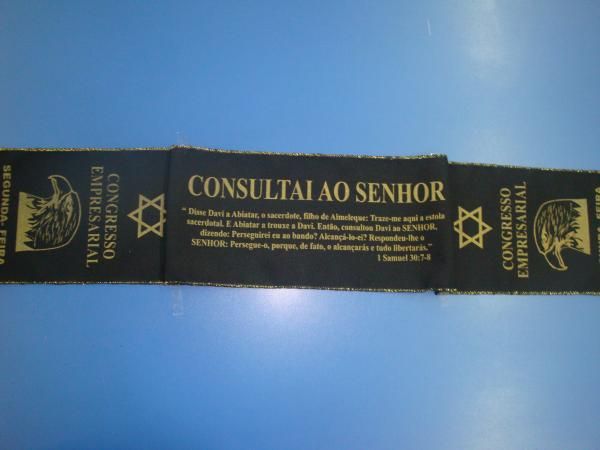 SEGUNDA FEIRA
CONGRESSO
EMPRESARIAL
CONSULTAI AO SENHOR
“ Disse Davi a Abiatar, o sacerdote, filho de Aimeleque: Traze-me aqui a estola
sacerdotal. E Abiatar a trouxe a Davi. Então, consultou Davi ao SENHOR,
dizendo: Perseguirei eu ao bando? Alcançá-lo-ei? Respondeu-lhe o
SENHOR: Persegue-o, porque, de fato, o alcançarás e tudo libertarás.”
1 Samuel 30:7-8
CONGRESSO
EMPRESARIAL
FEIRA